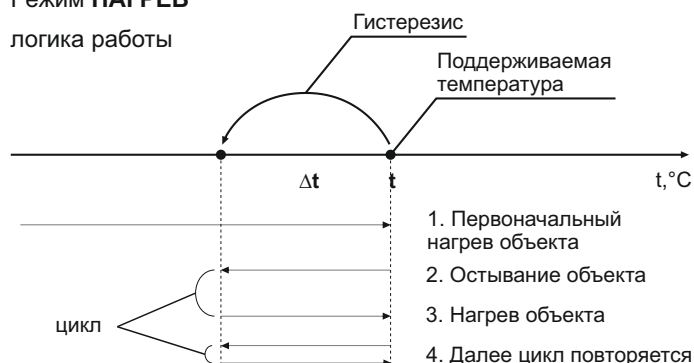 Режим НАГРЕВ
логика работы
Гистерезис
Поддерживаемая
температура
Δt
t
t,°C
1. Первоначальный
нагрев объекта
2. Остывание объекта
3. Нагрев объекта
цикл
4. Далее цикл повторяется